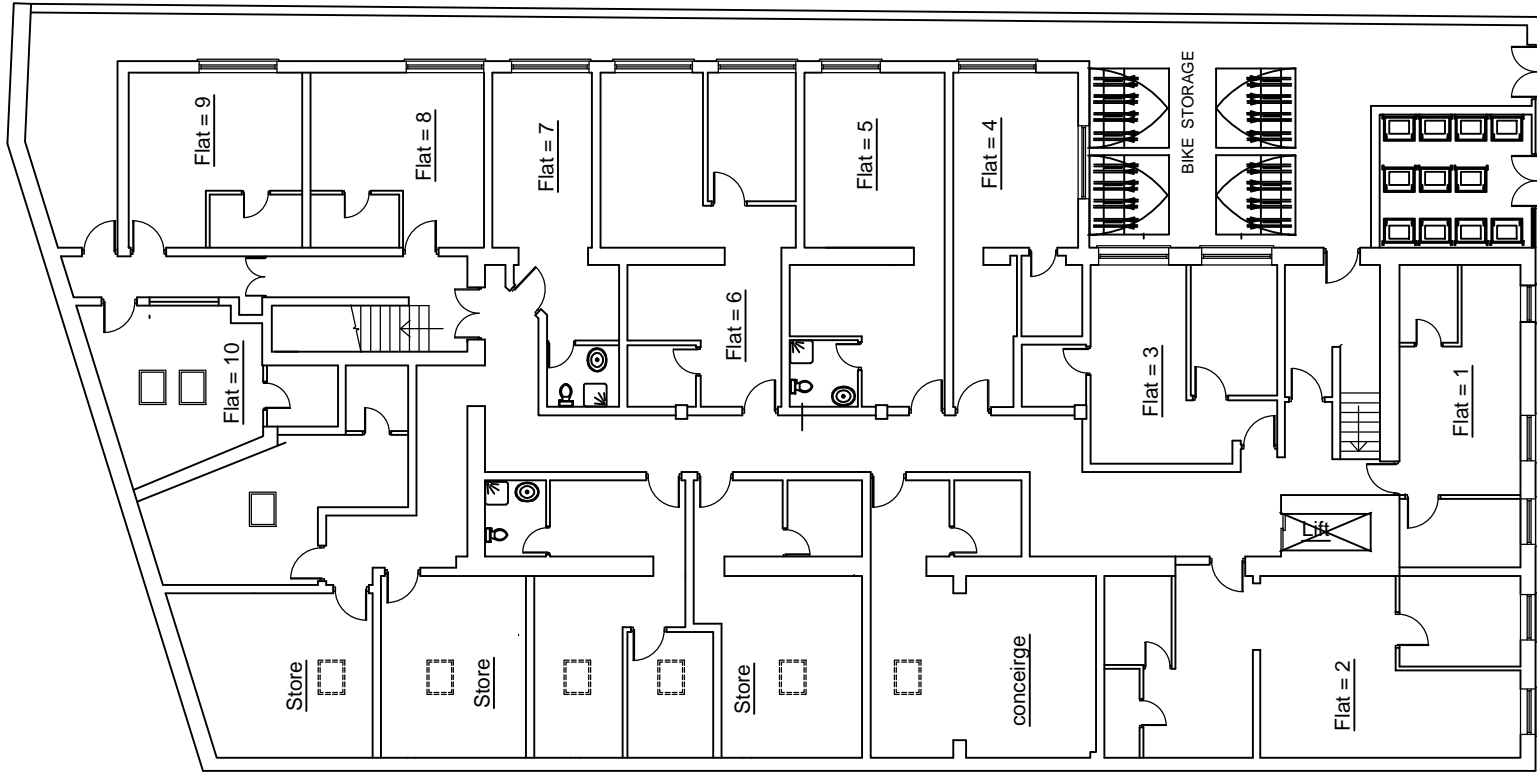 Flat = 9
Flat = 8
Flat = 7
Flat = 5
Flat = 4
BIKE STORAGE
Flat = 10
Flat = 6
Flat = 3
Flat = 1
Lift
Store
Store
Store
conceirge
Flat = 2